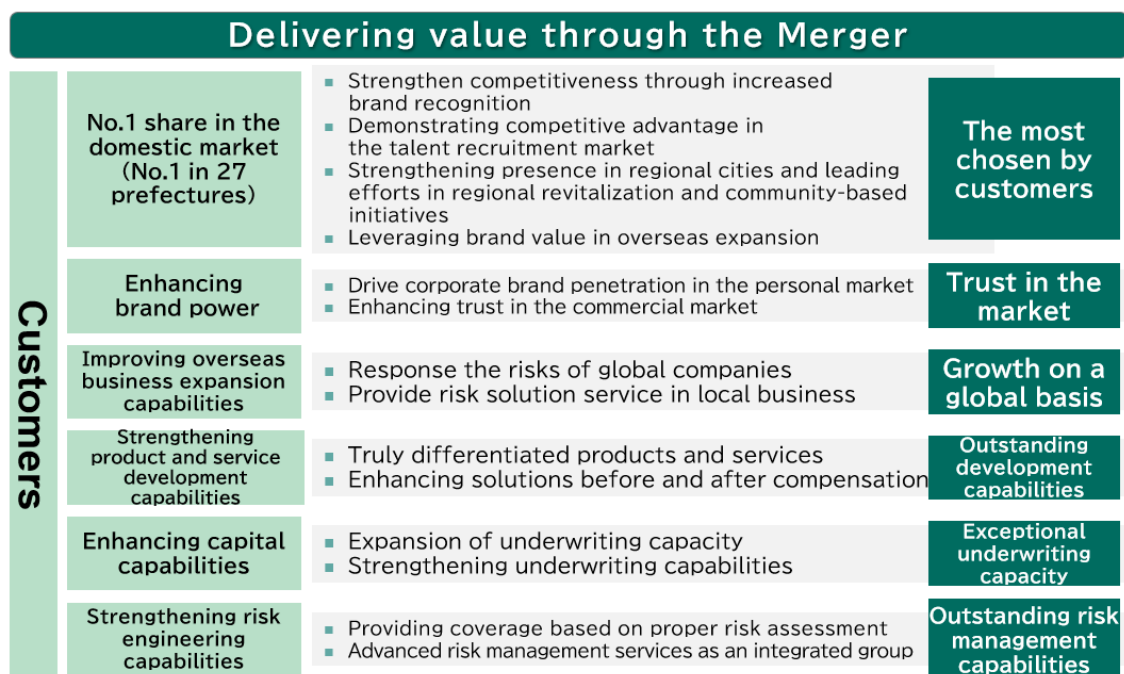 Delivering value through the Merger
Customers
No.1 share in the
domestic market
(No.1 in 27
prefectures)
▪ Strengthen competitiveness through increased
brand recognition
▪ Demonstrating competitive advantage in
the talent recruitment market
▪ Strengthening presence in regional cities and leading
efforts in regional revitalization and community-based
initiatives
▪ Leveraging brand value in overseas expansion
The most
chosen by
customers
Enhancing
brand power
▪ Drive corporate brand penetration in the personal market
▪ Enhancing trust in the commercial market
Trust in the
market
Improving overseas
business expansion
capabilities
▪ Response the risks of global companies
▪ Provide risk solution service in local business
Growth on a
global basis
Strengthening
product and service
development
capabilities
▪ Truly differentiated products and services
▪ Enhancing solutions before and after compensation
Outstanding
development
capabilities
Enhancing capital
capabilities
▪ Expansion of underwriting capacity
▪ Strengthening underwriting capabilities
Exceptional
underwriting
capacity
Strengthening risk
engineering
capabilities
▪ Providing coverage based on proper risk assessment
▪ Advanced risk management services as an integrated group
Outstanding risk
management
capabilities